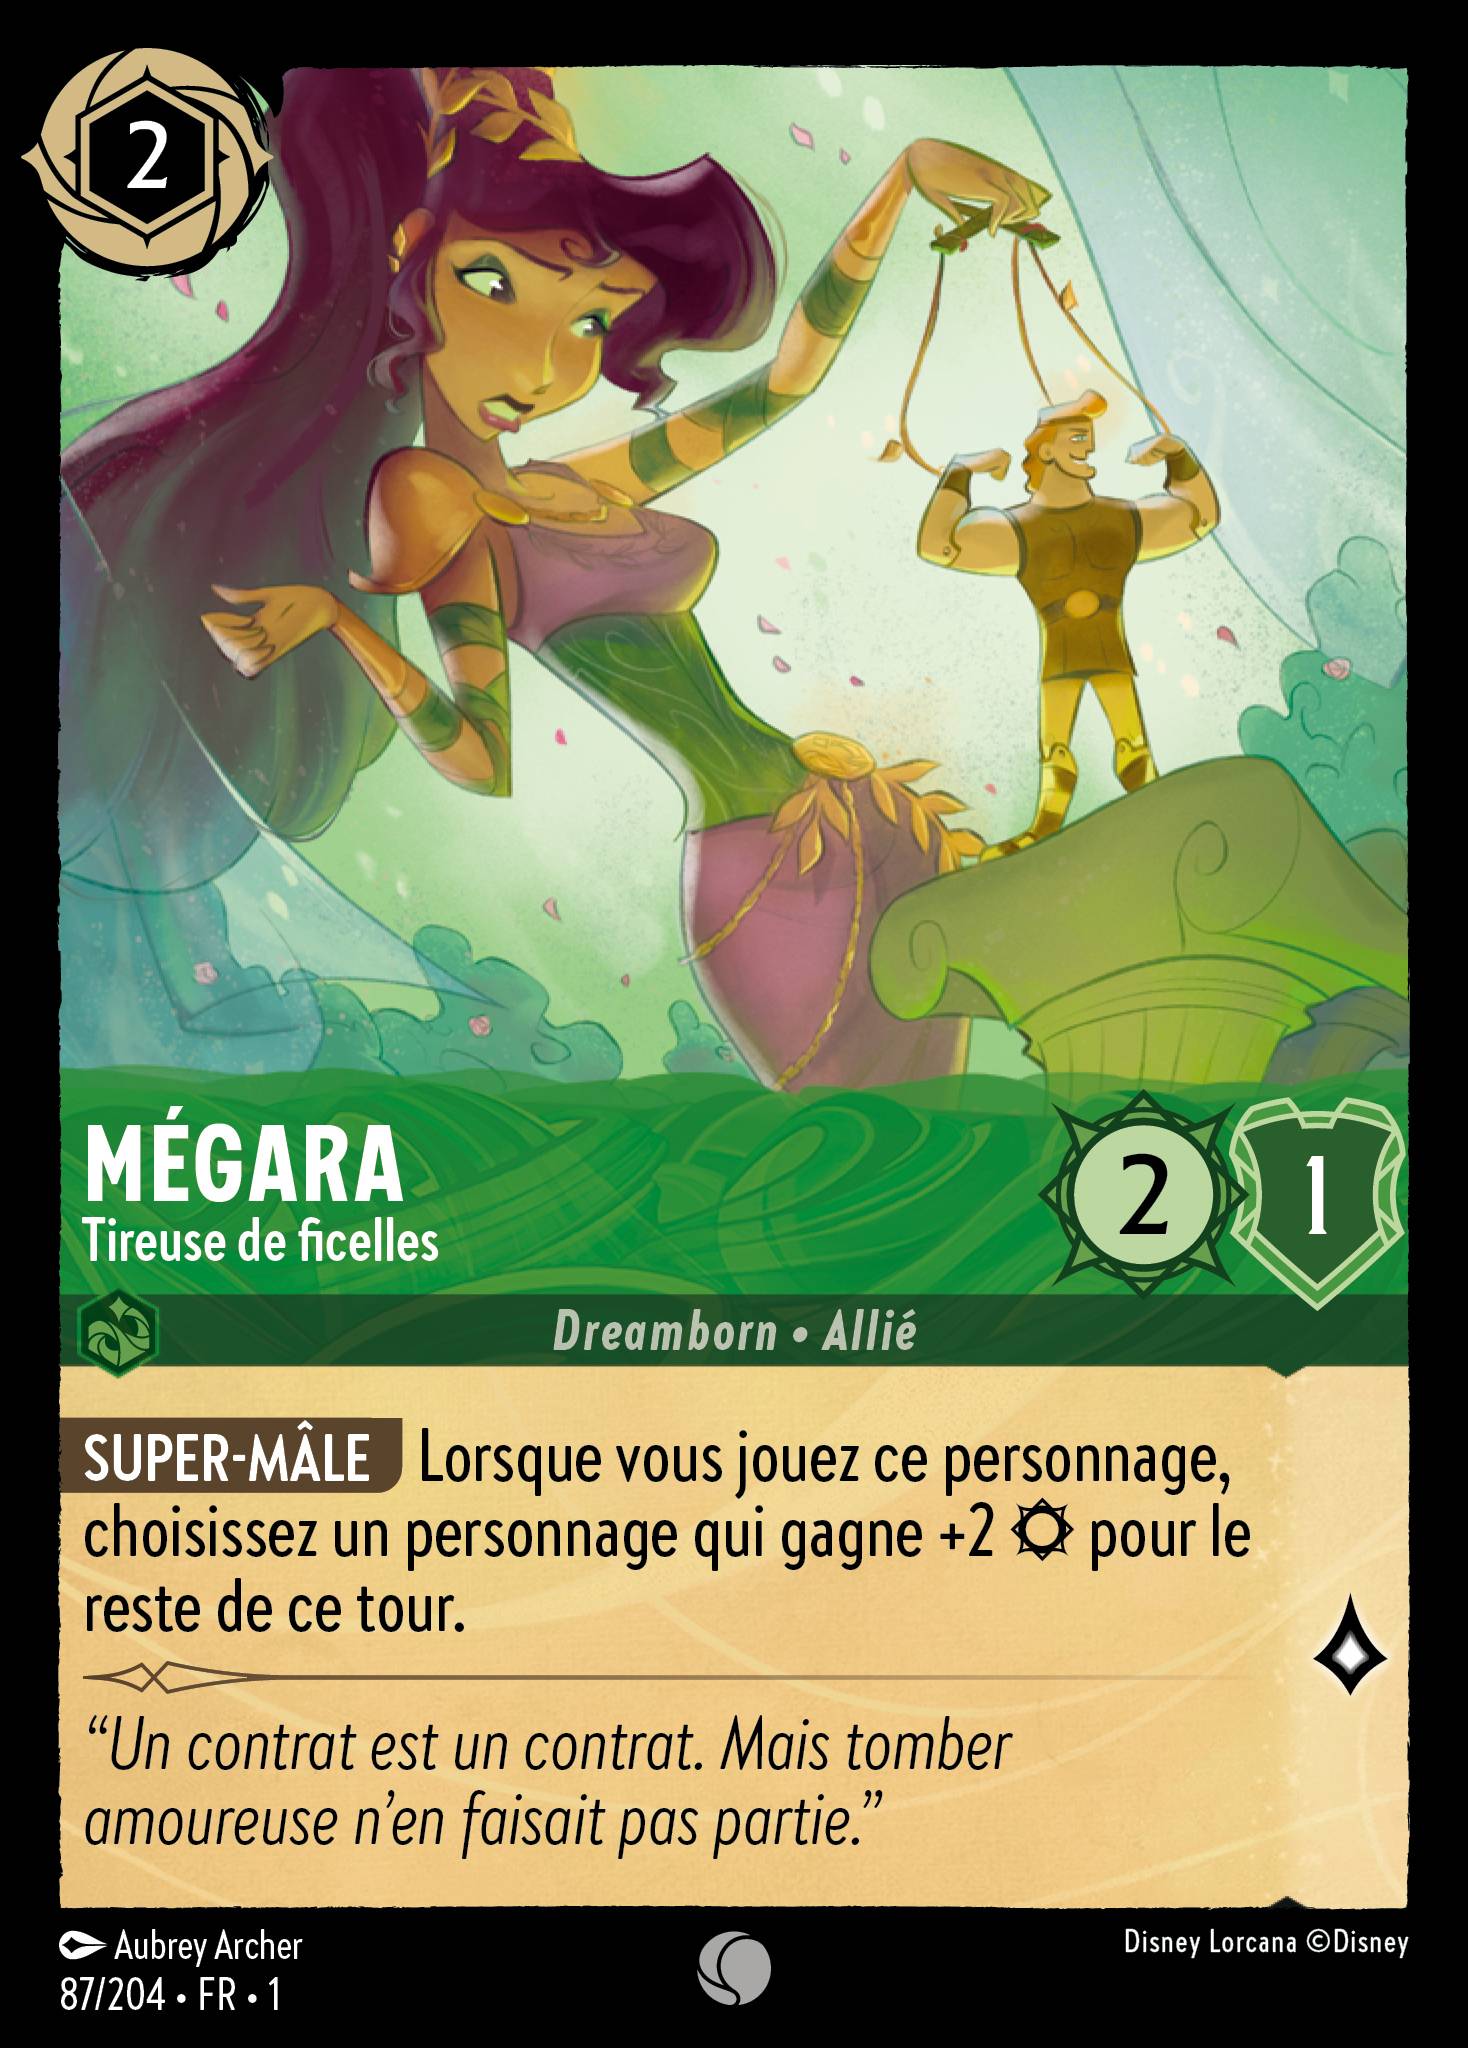 2
MÉGARA
Tireuse de ficelles
2
1
Dreamborn • Allié
SUPER-MÂLE Lorsque vous jouez ce personnage,
choisissez un personnage qui gagne +2 pour le
reste de ce tour.
“Un contrat est un contrat. Mais tomber
amoureuse n’en faisait pas partie.”
Aubrey Archer
Disney Lorcana ©Disney
87/204 • FR • 1